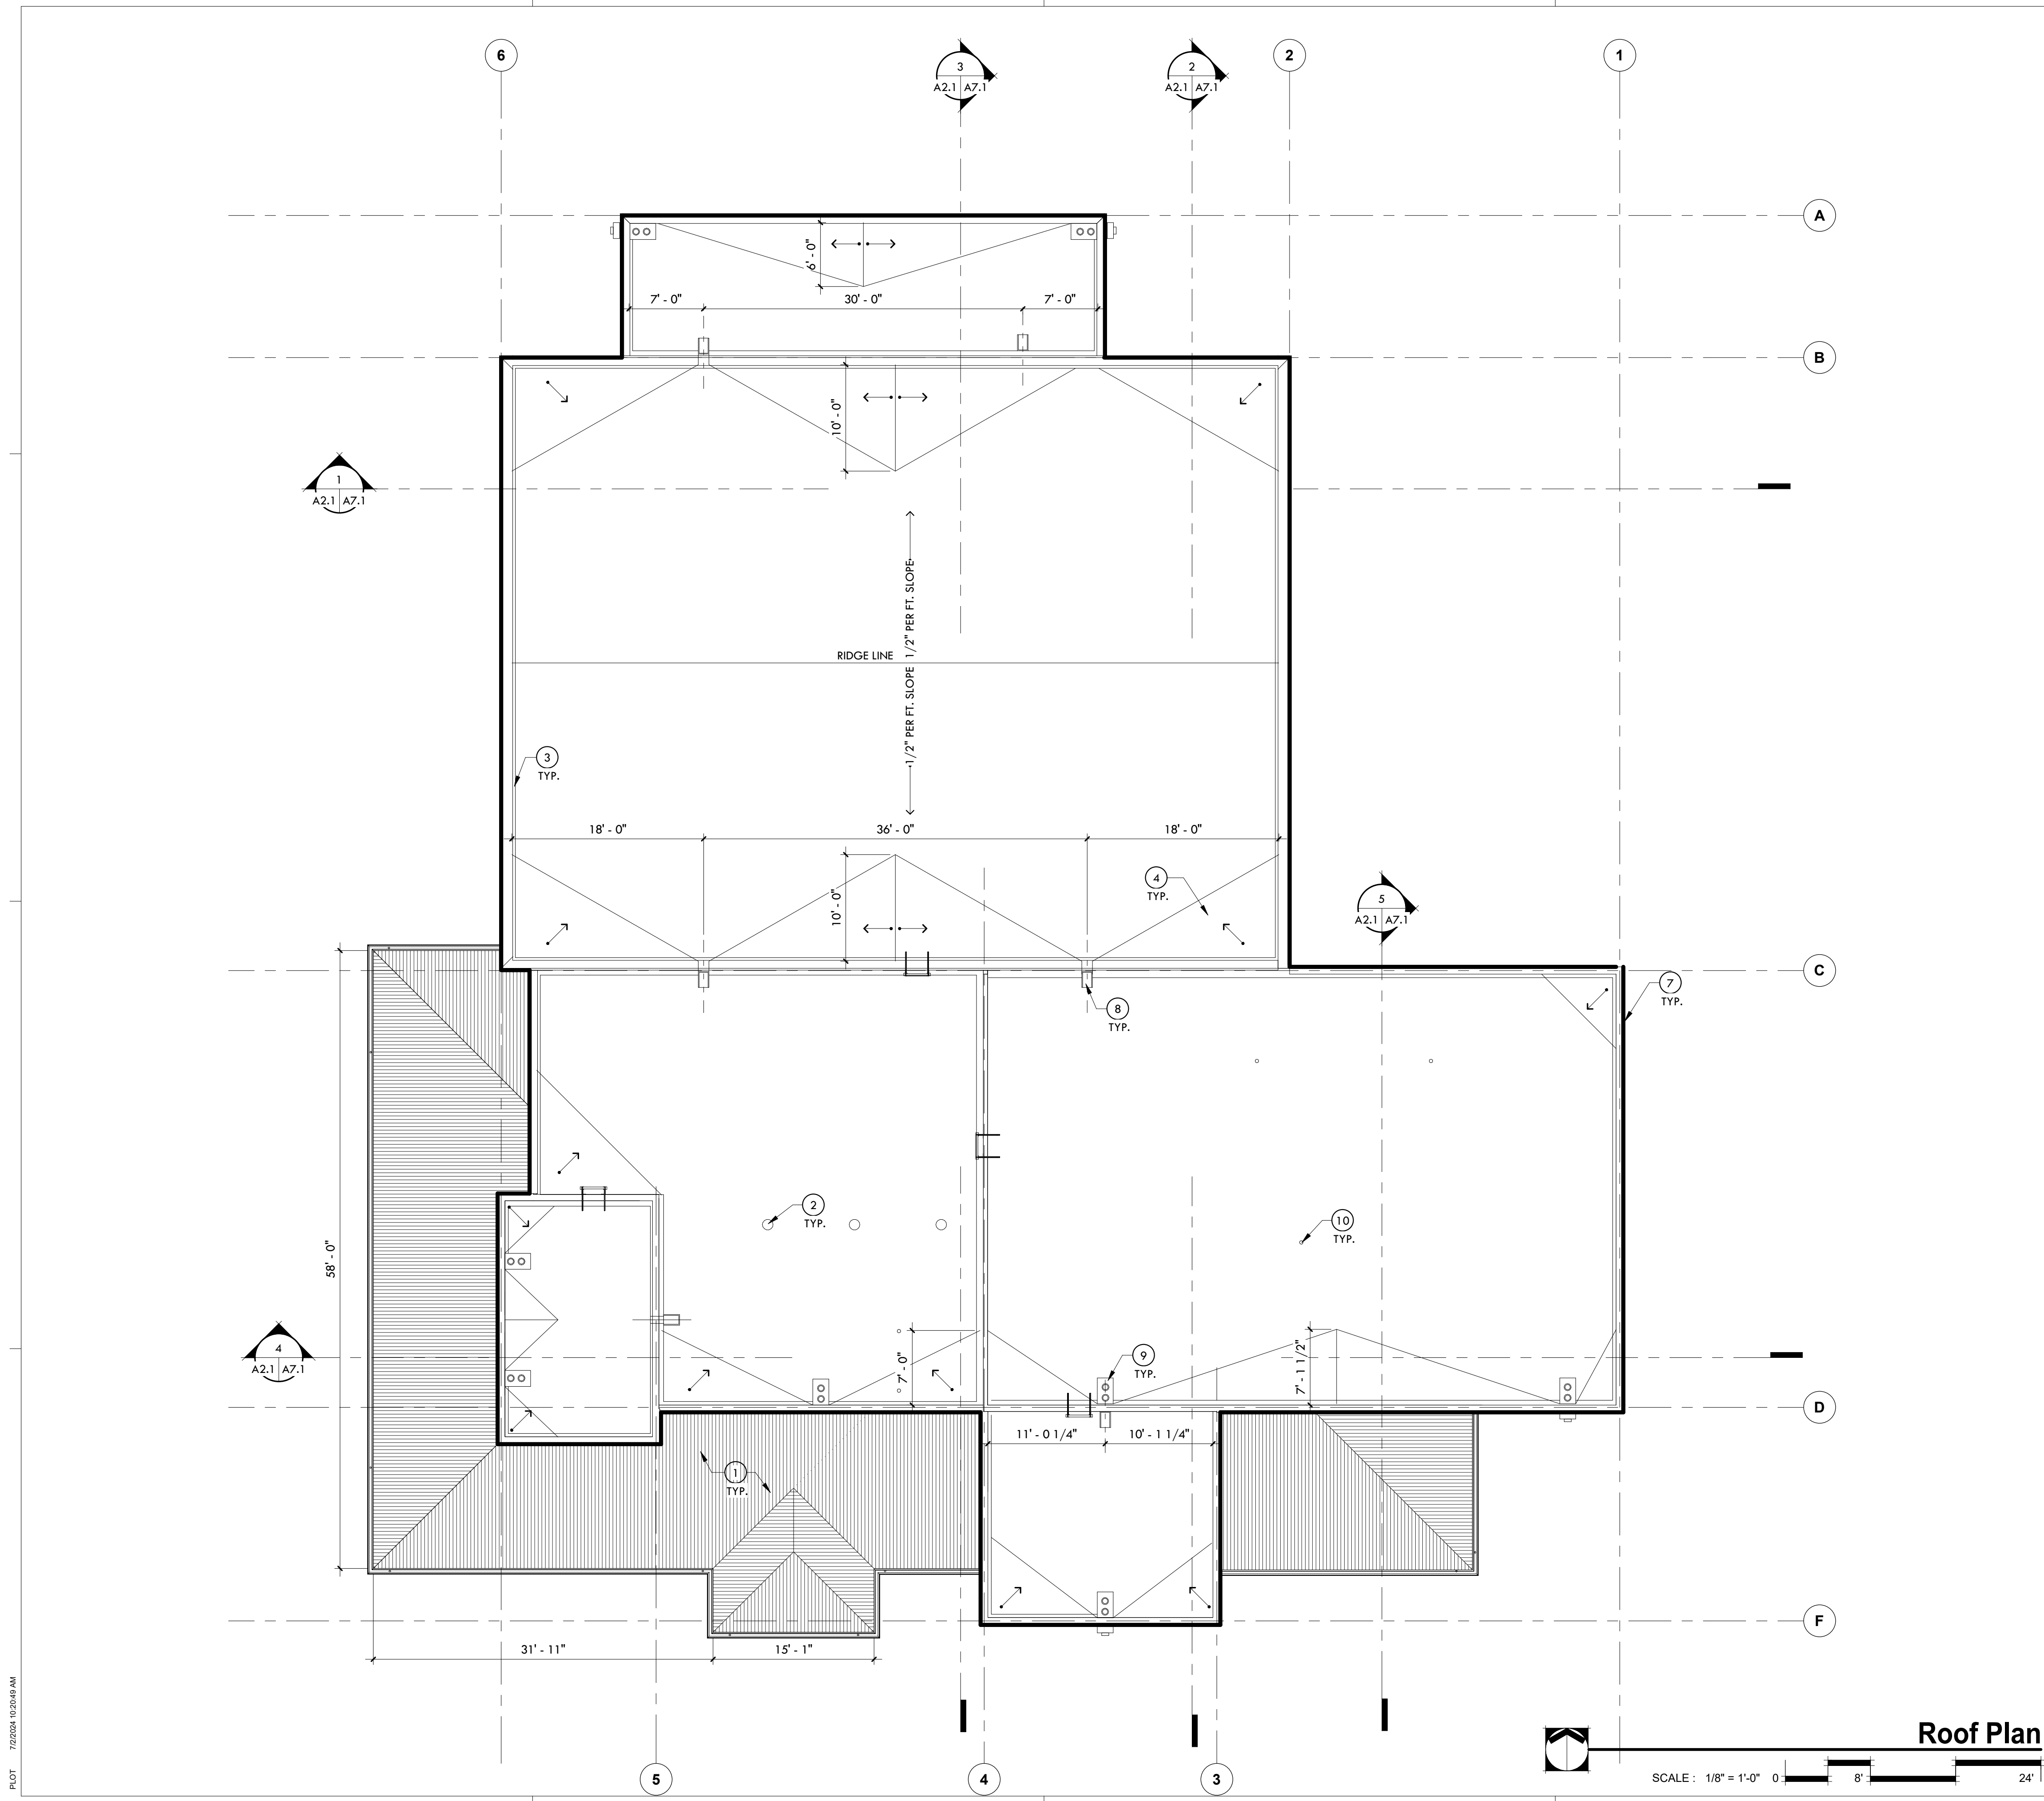 6
3
A2.1 A7.1
2
A2.1 A7.1
2
1
A
6' - 0"
7' - 0" 30' - 0" 7' - 0"
B
10' - 0"
1
A2.1 A7.1
1/2" PER FT. SLOPE
RIDGE LINE
1/2" PER FT. SLOPE
3
TYP.
18' - 0" 36' - 0" 18' - 0"
4
TYP.
10' - 0"
5
A2.1 A7.1
C
7
TYP.
8
TYP.
2
TYP.
10
TYP.
58' - 0"
4
A2.1 A7.1
7' - 0"
9
TYP.
7' - 1 1/2"
D
11' - 0 1/4" 10' - 1 1/4"
1
TYP.
F
31' - 11" 15' - 1"
5
4
3
Roof Plan
SCALE : 1/8" = 1'-0" 0 8' 24'
PLOT 7/2/2024 10:20:49 AM